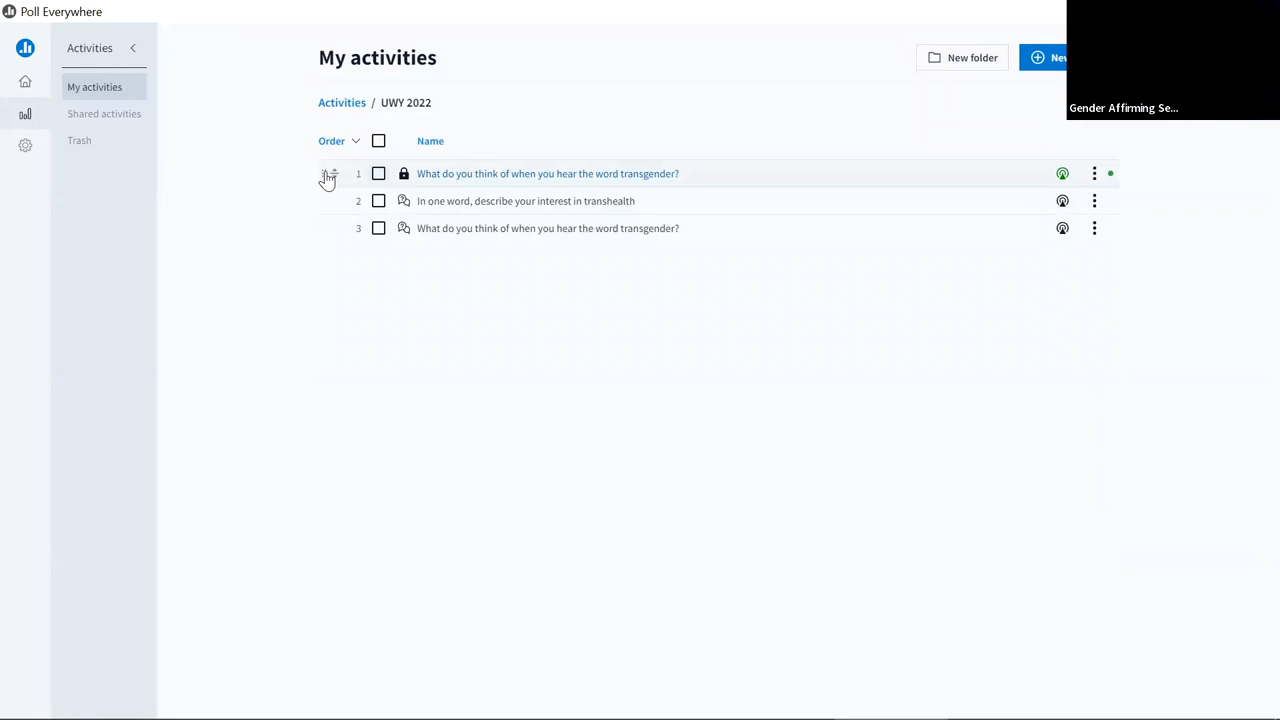 Poll Everywhere
Activities
My activities
Shared activities
Trash
My activities
New folder
New
Gender Affirming Se...
Activities / UWY 2022
Order
Name
1 What do you think of when you hear the word transgender?
2 In one word, describe your interest in transhealth
3 What do you think of when you hear the word transgender?